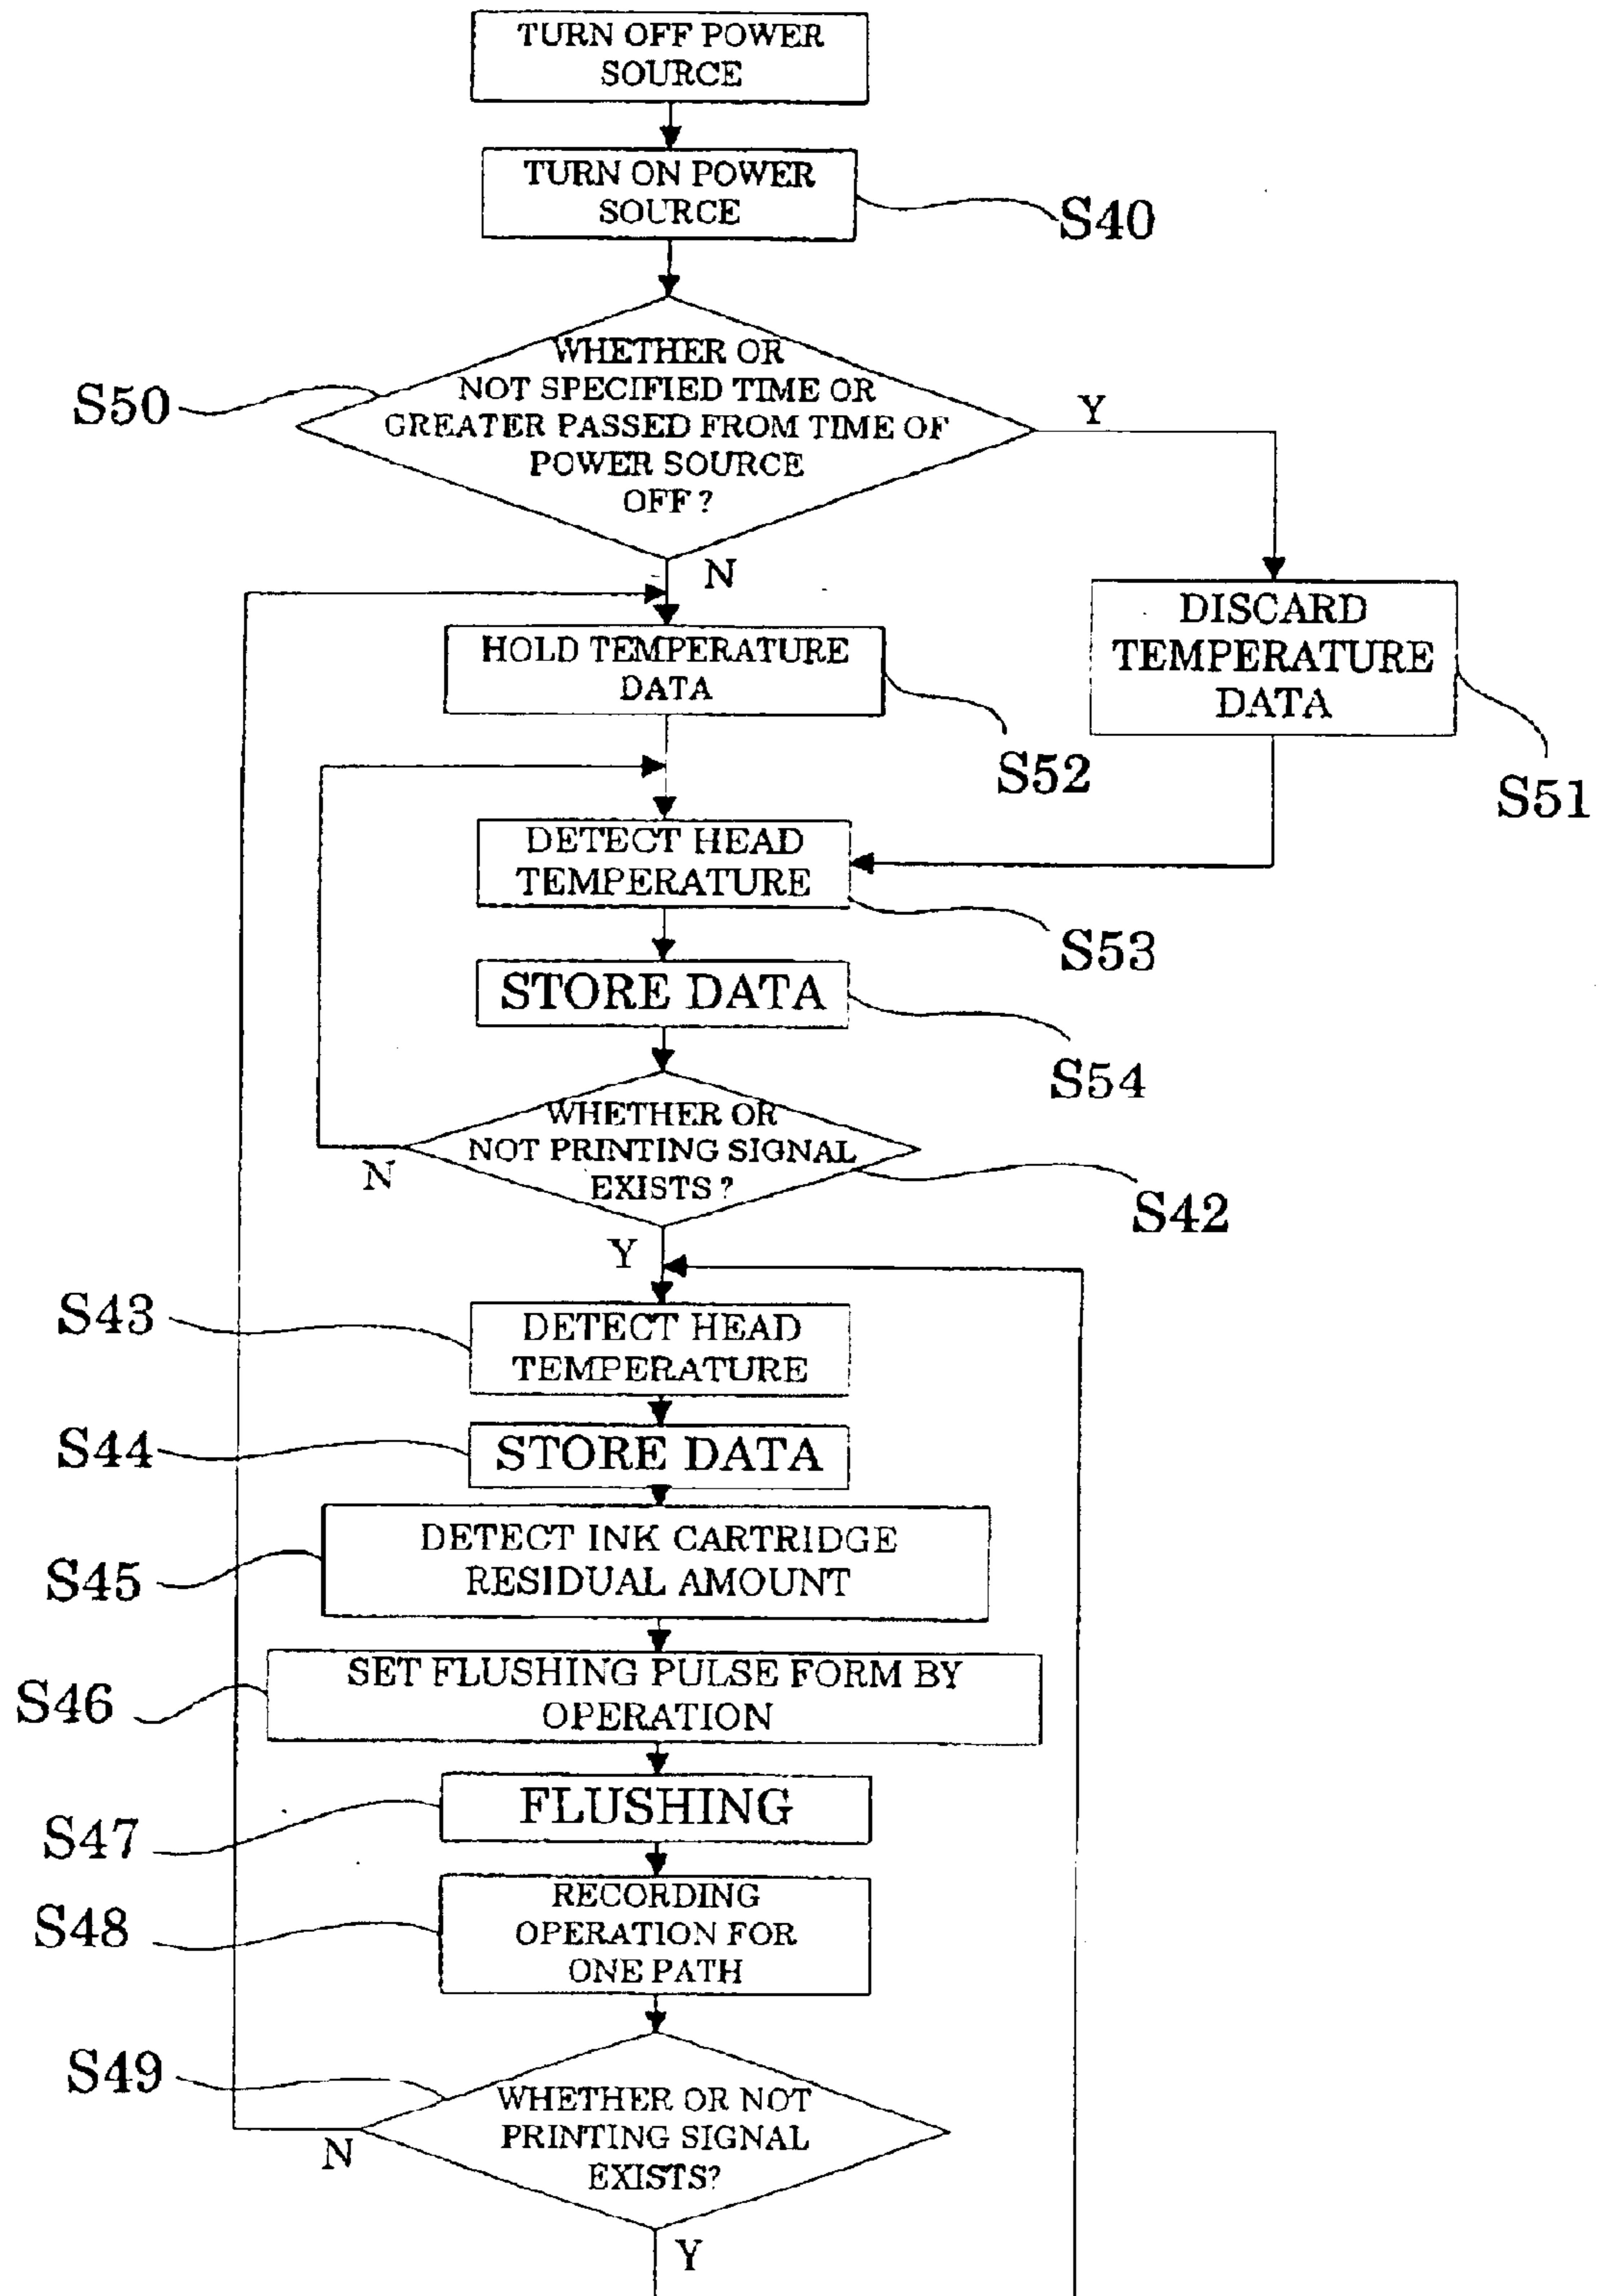 TURN OFF POWER
SOURCE
TURN ON POWER
SOURCE
S40
WHETHER OR
NOT SPECIFIED TIME OR
GREATER PASSED FROM TIME OF
POWER SOURCE
OFF ?
S50
Y
N
DISCARD
TEMPERATURE
DATA
S51
HOLD TEMPERATURE
DATA
S52
DETECT HEAD
TEMPERATURE
S53
STORE DATA
S54
WHETHER OR
NOT PRINTING SIGNAL
EXISTS ?
N
S42
Y
S43
DETECT HEAD
TEMPERATURE
S44
STORE DATA
S45
DETECT INK CARTRIDGE
RESIDUAL AMOUNT
S46
SET FLUSHING PULSE FORM BY
OPERATION
S47
FLUSHING
S48
RECORDING
OPERATION FOR
ONE PATH
S49
WHETHER OR NOT
PRINTING SIGNAL
EXISTS?
N
Y